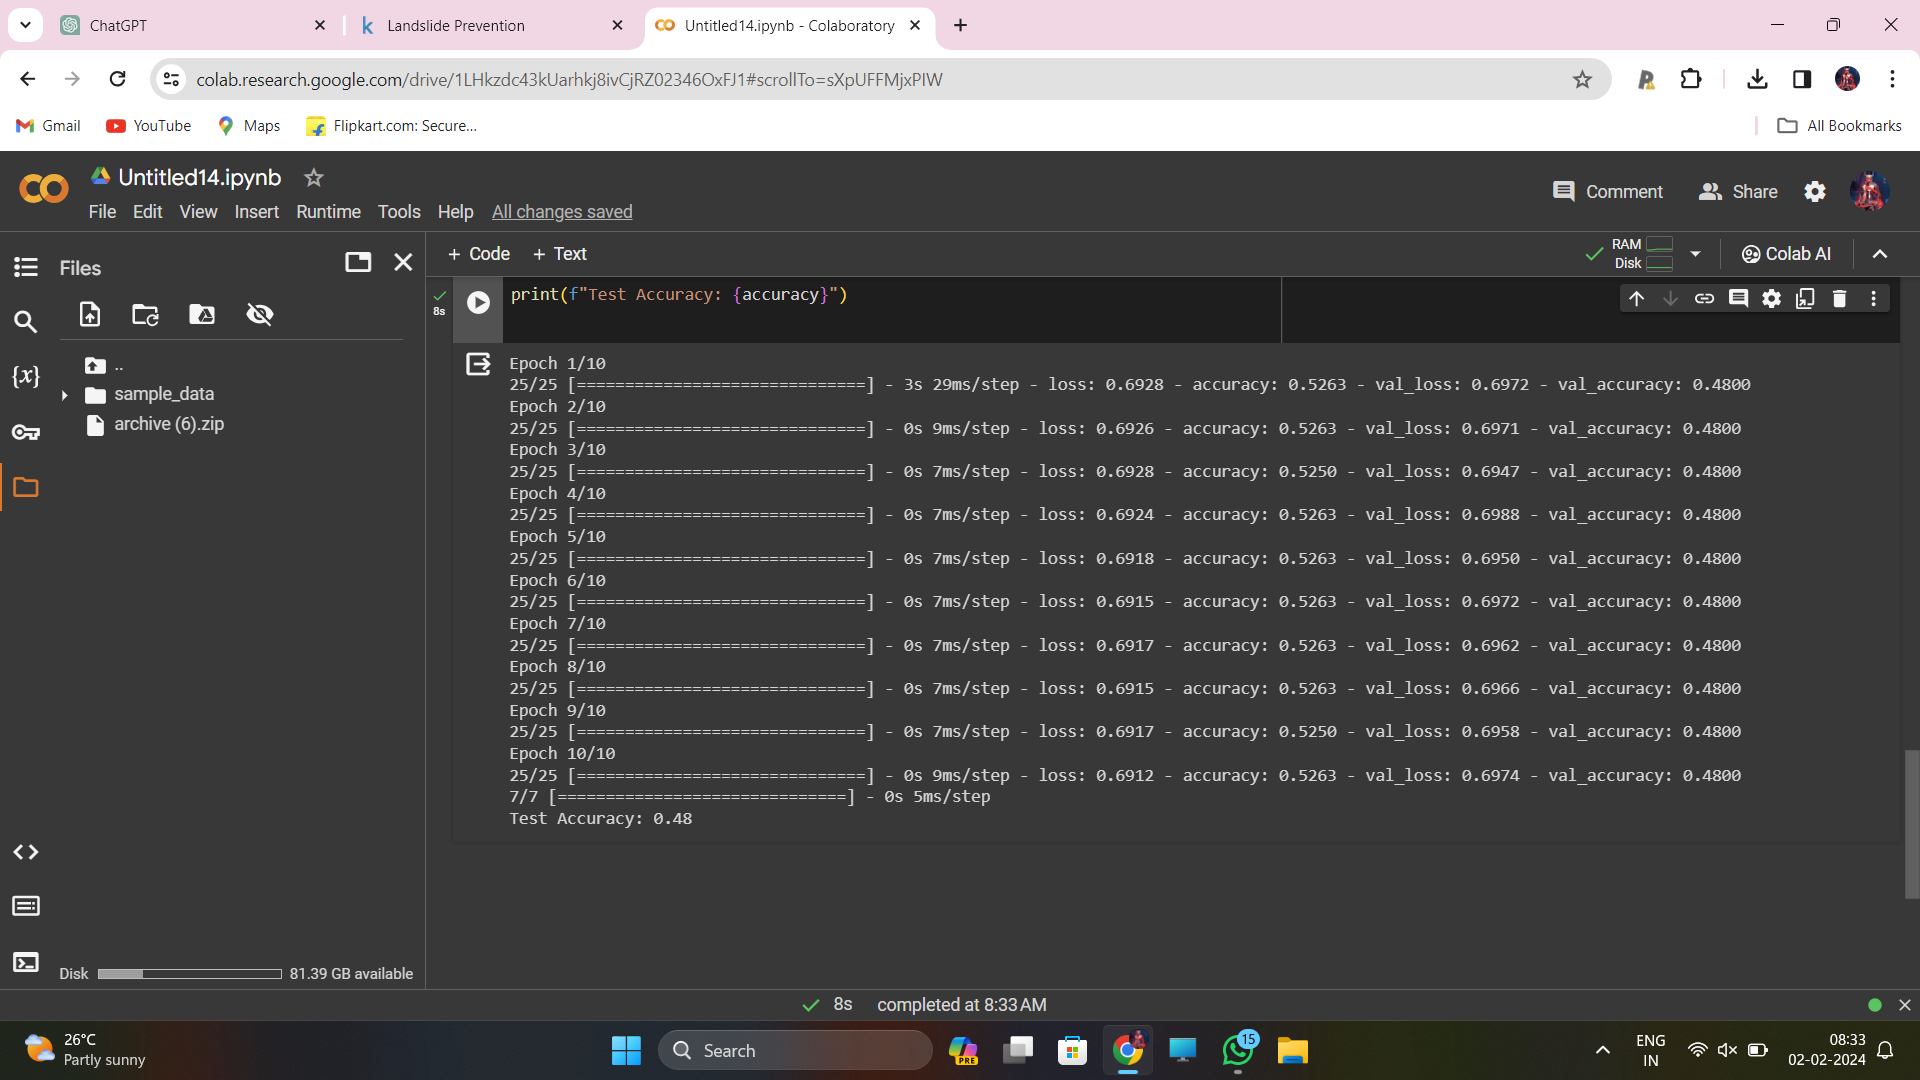 ChatGPT
Landslide Prevention
Untitled14.ipynb - Colaboratory
colab.research.google.com/drive/1LHkzdc43kUarhkj8ivCjRZ02346OxFJ1#scrollTo=sXpUFFMjxPIW
Gmail YouTube Maps Flipkart.com: Secure... All Bookmarks
Untitled14.ipynb
Comment Share
File Edit View Insert Runtime Tools Help All changes saved
Files
+ Code + Text
RAM
Disk
Colab AI
8s
print(f"Test Accuracy: {accuracy}")
..
sample_data
archive (6).zip
{x}
Epoch 1/10
25/25 [==============================] - 3s 29ms/step - loss: 0.6928 - accuracy: 0.5263 - val_loss: 0.6972 - val_accuracy: 0.4800
Epoch 2/10
25/25 [==============================] - 0s 9ms/step - loss: 0.6926 - accuracy: 0.5263 - val_loss: 0.6971 - val_accuracy: 0.4800
Epoch 3/10
25/25 [==============================] - 0s 7ms/step - loss: 0.6928 - accuracy: 0.5250 - val_loss: 0.6947 - val_accuracy: 0.4800
Epoch 4/10
25/25 [==============================] - 0s 7ms/step - loss: 0.6924 - accuracy: 0.5263 - val_loss: 0.6988 - val_accuracy: 0.4800
Epoch 5/10
25/25 [==============================] - 0s 7ms/step - loss: 0.6918 - accuracy: 0.5263 - val_loss: 0.6950 - val_accuracy: 0.4800
Epoch 6/10
25/25 [==============================] - 0s 7ms/step - loss: 0.6915 - accuracy: 0.5263 - val_loss: 0.6972 - val_accuracy: 0.4800
Epoch 7/10
25/25 [==============================] - 0s 7ms/step - loss: 0.6917 - accuracy: 0.5263 - val_loss: 0.6962 - val_accuracy: 0.4800
Epoch 8/10
25/25 [==============================] - 0s 7ms/step - loss: 0.6915 - accuracy: 0.5263 - val_loss: 0.6966 - val_accuracy: 0.4800
Epoch 9/10
25/25 [==============================] - 0s 7ms/step - loss: 0.6917 - accuracy: 0.5250 - val_loss: 0.6958 - val_accuracy: 0.4800
Epoch 10/10
25/25 [==============================] - 0s 9ms/step - loss: 0.6912 - accuracy: 0.5263 - val_loss: 0.6974 - val_accuracy: 0.4800
7/7 [==============================] - 0s 5ms/step
Test Accuracy: 0.48
Disk 81.39 GB available
8s completed at 8:33 AM
26°C
Partly sunny
Search
PRE
15
ENG
IN
08:33
02-02-2024